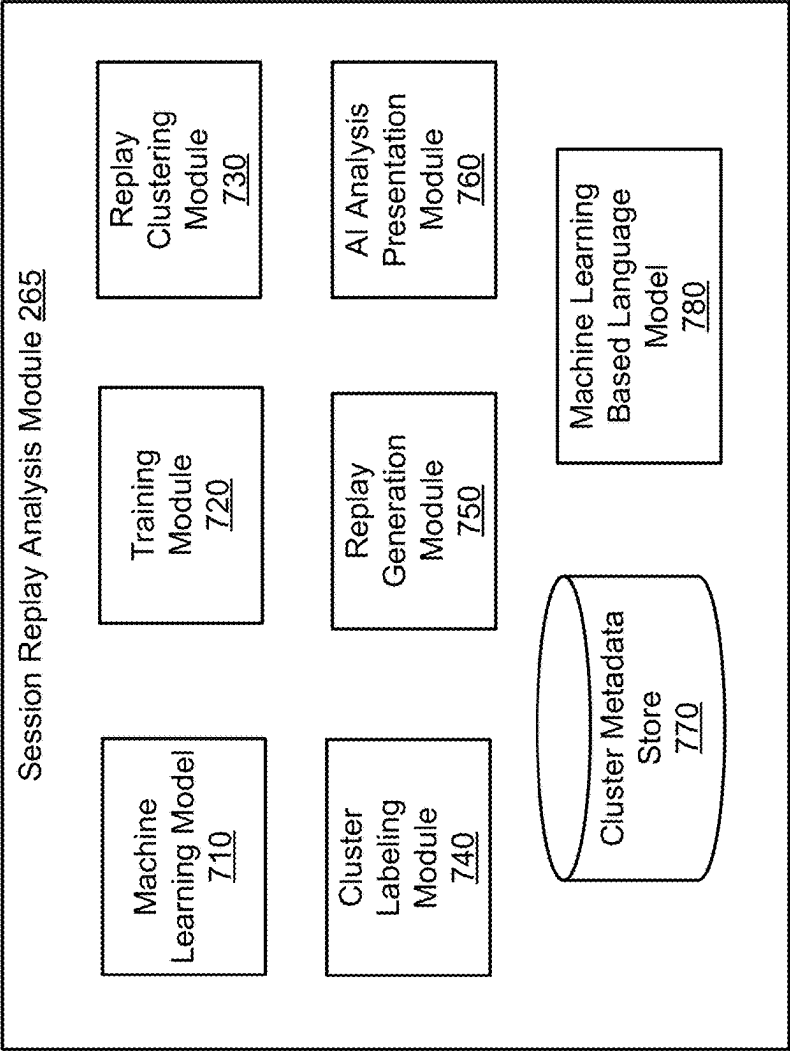 Session Replay Analysis Module 265
Machine
Learning Model
710
Training
Module
720
Replay
Clustering
Module
730
Cluster
Labeling
Module
740
Replay
Generation
Module
750
AI Analysis
Presentation
Module
760
Cluster Metadata
Store
770
Machine Learning
Based Language
Model
780